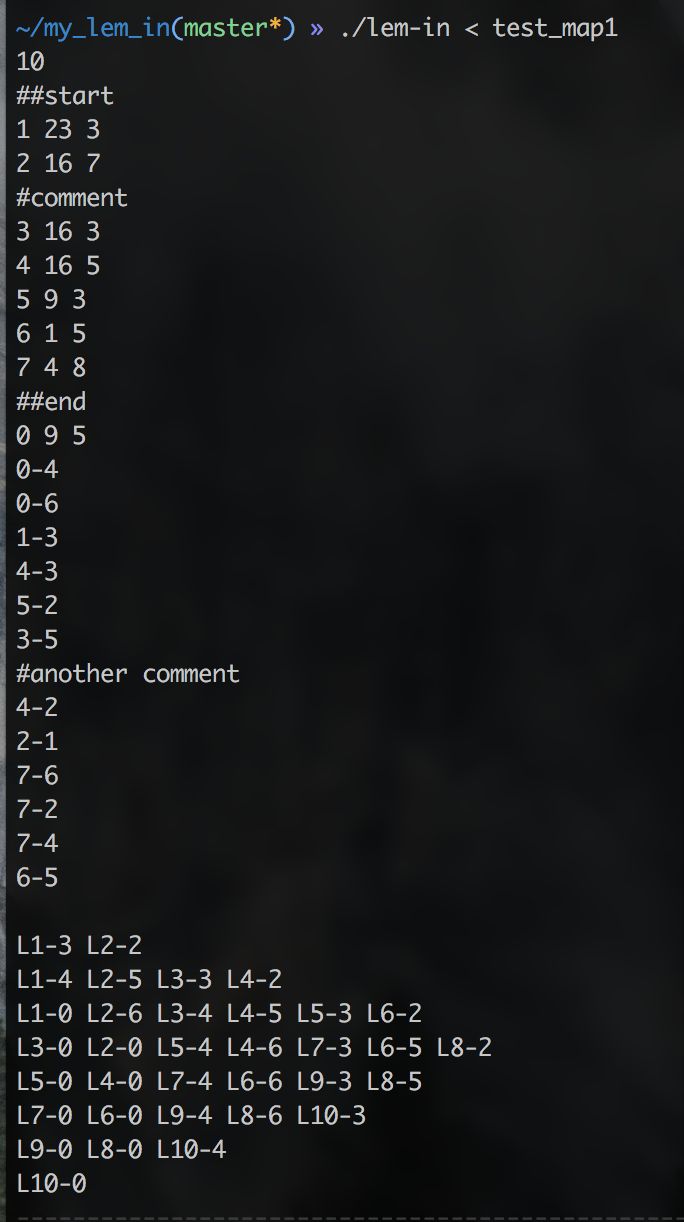 ~/my_lem_in(master*) » ./lem-in < test_map1
10
##start
1 23 3
2 16 7
#comment
3 16 3
4 16 5
5 9 3
6 1 5
7 4 8
##end
0 9 5
0-4
0-6
1-3
4-3
5-2
3-5
#another comment
4-2
2-1
7-6
7-2
7-4
6-5

L1-3 L2-2
L1-4 L2-5 L3-3 L4-2
L1-0 L2-6 L3-4 L4-5 L5-3 L6-2
L3-0 L2-0 L5-4 L4-6 L7-3 L6-5 L8-2
L5-0 L4-0 L7-4 L6-6 L9-3 L8-5
L7-0 L6-0 L9-4 L8-6 L10-3
L9-0 L8-0 L10-4
L10-0